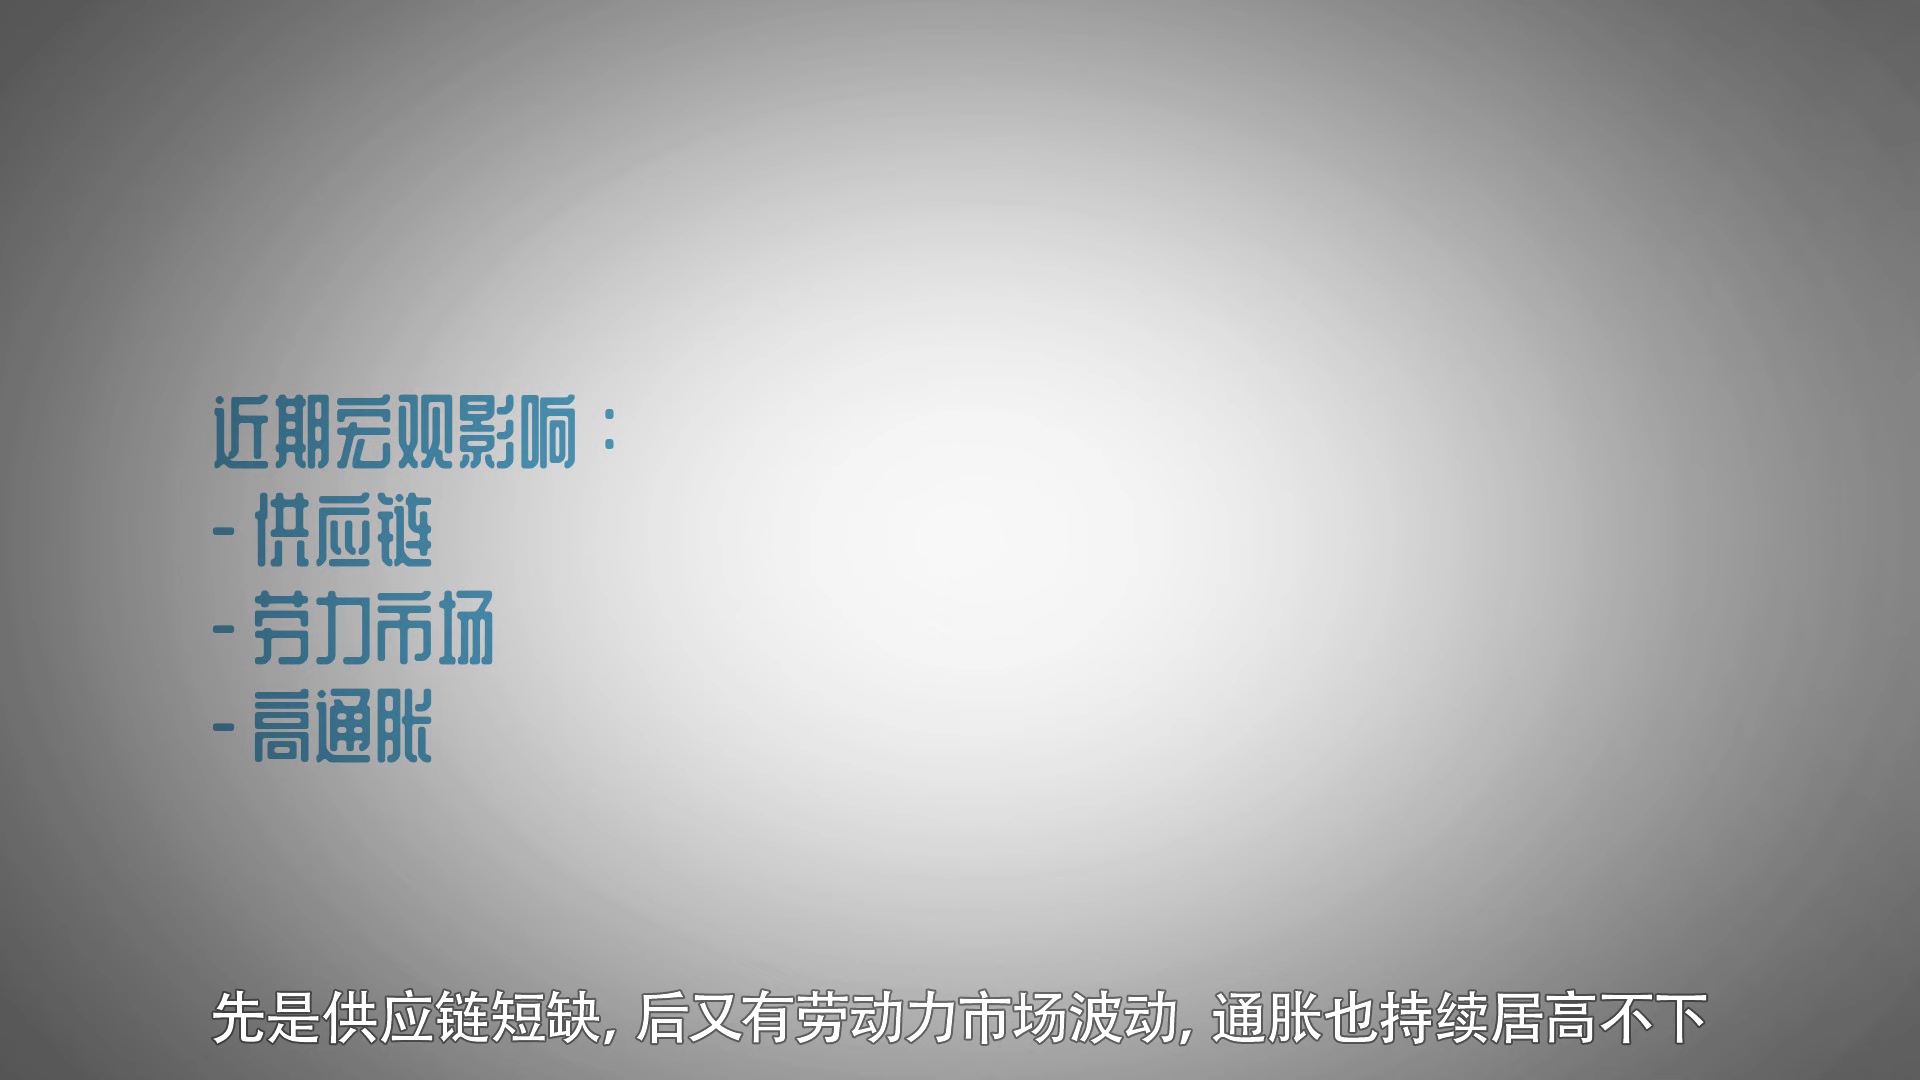 近期宏观影响：
- 供应链
- 劳力市场
- 高通胀
先是供应链短缺, 后又有劳动力市场波动, 通胀也持续居高不下